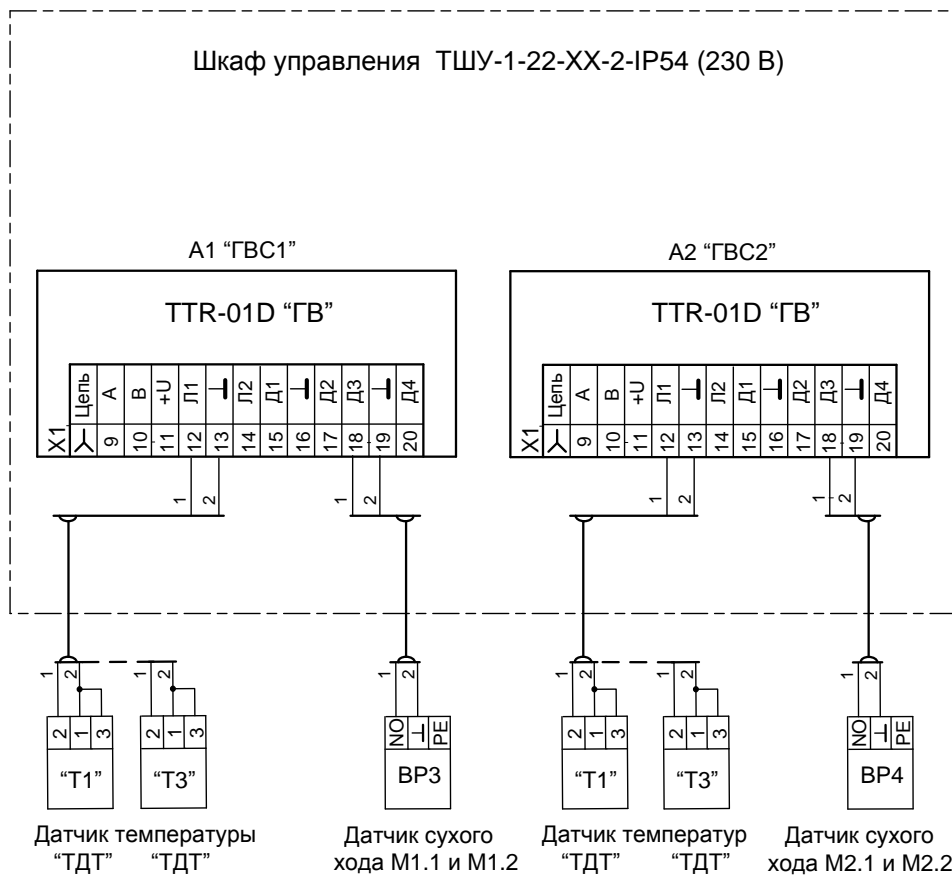 Шкаф управления ТШУ-1-22-ХХ-2-IP54 (230 В)
А1 “ГВС1”
А2 “ГВС2”
TTR-01D “ГВ”
TTR-01D “ГВ”
X1 Цепь A B +U Л1 ⊥ Л2 Д1 ⊥ Д2 Д3 ⊥ Д4
9 10 11 12 13 14 15 16 17 18 19 20
X1 Цепь A B +U Л1 ⊥ Л2 Д1 ⊥ Д2 Д3 ⊥ Д4
9 10 11 12 13 14 15 16 17 18 19 20
1 2 1 2 1 2 1 2
1 2 1 2 1 2 1 2 1 2 1 2
2 1 3
2 1 3
NO ⊥ PE
2 1 3
2 1 3
NO ⊥ PE
“Т1” “Т3” BP3 “Т1” “Т3” BP4
Датчик температуры
“ТДТ” “ТДТ”
Датчик сухого
хода М1.1 и М1.2
Датчик температур
“ТДТ” “ТДТ”
Датчик сухого
хода М2.1 и М2.2